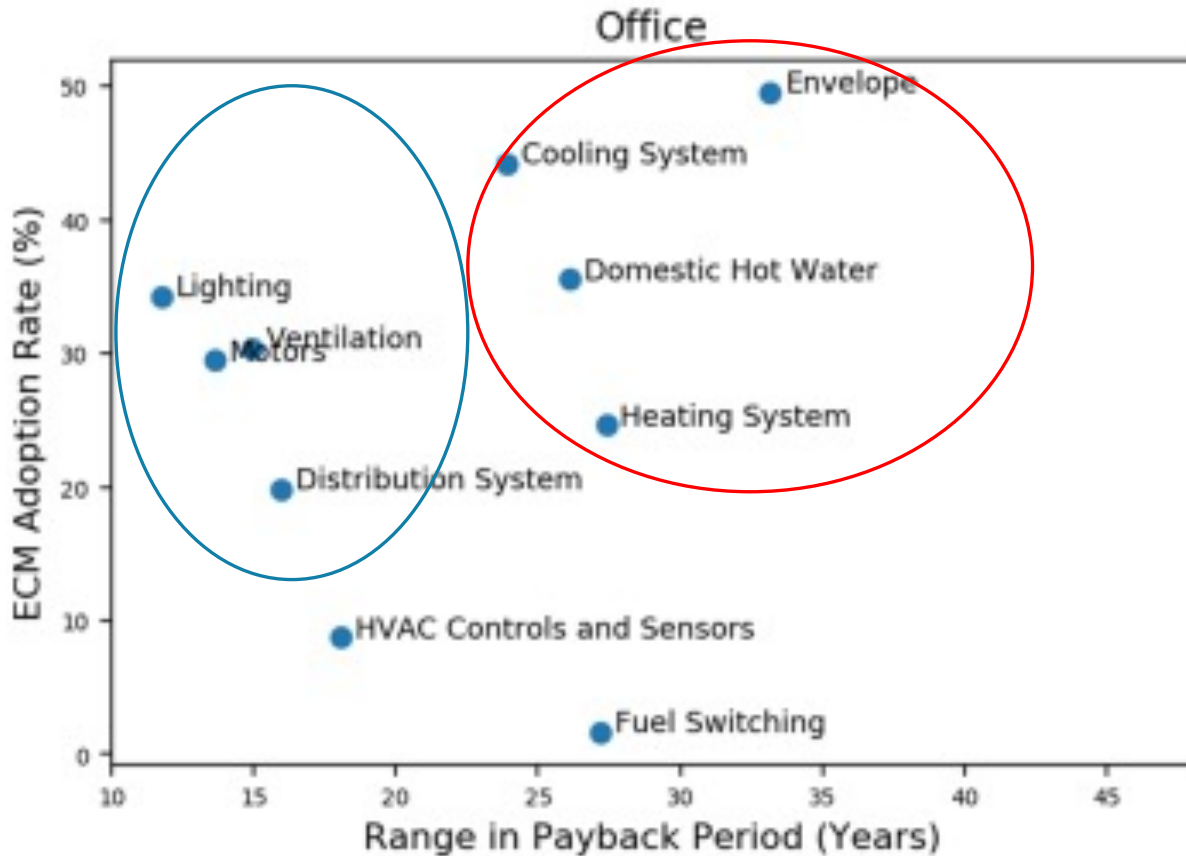 Office
ECM Adoption Rate (%)
50
40
30
20
10
0
Envelope
Cooling System
Domestic Hot Water
Lighting
Ventilation
Motors
Heating System
Distribution System
HVAC Controls and Sensors
Fuel Switching
10 15 20 25 30 35 40 45
Range in Payback Period (Years)